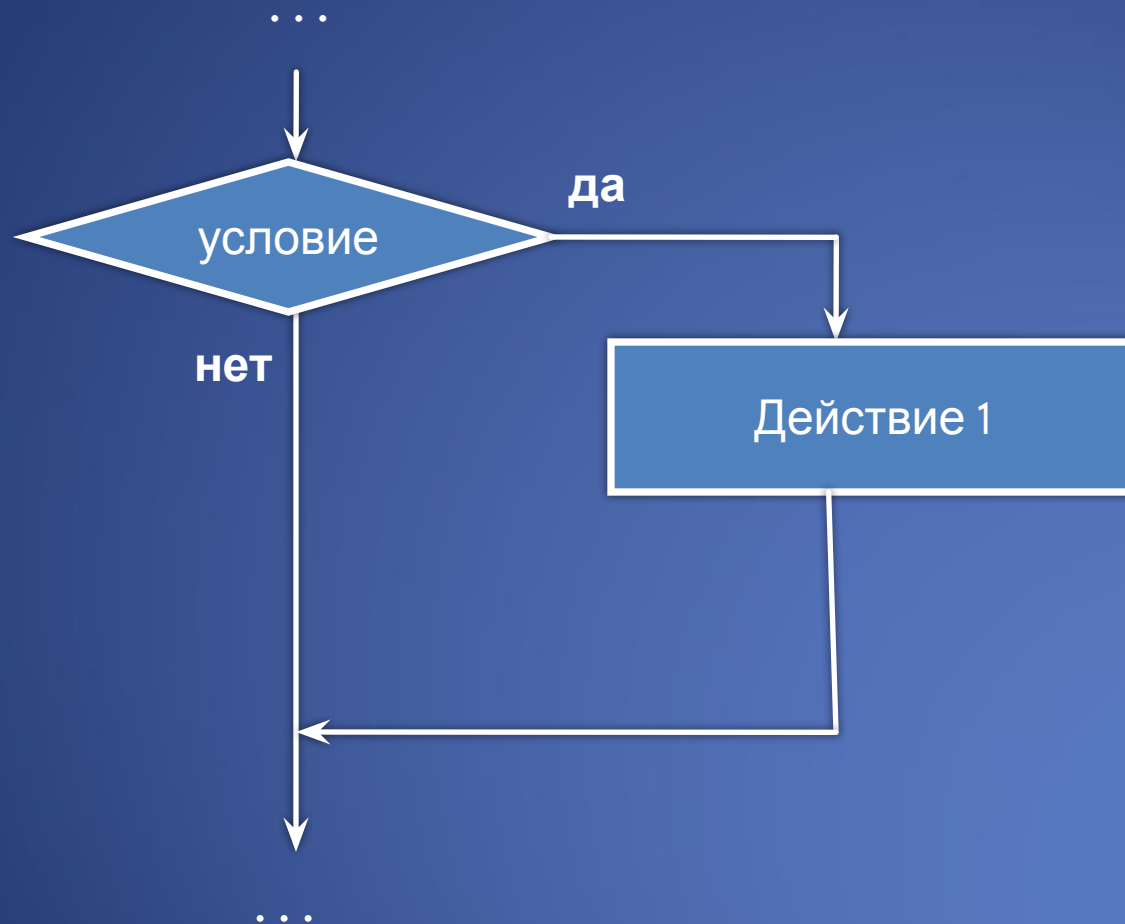 . . .
да
условие
нет
Действие 1
. . .